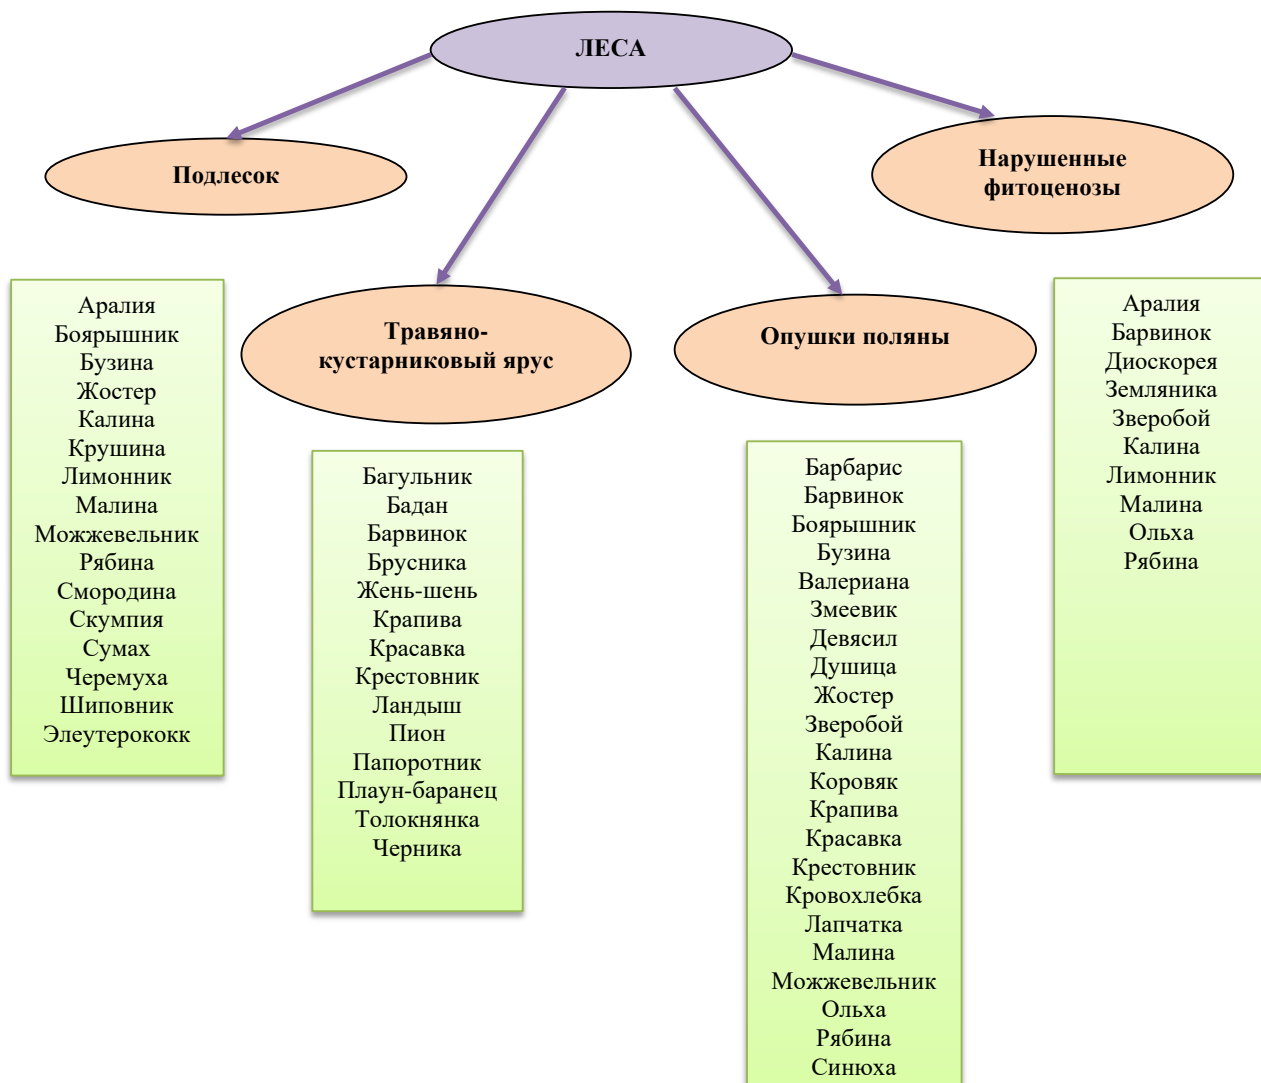 ЛЕСА
Подлесок
Нарушенные
фитоценозы
Травяно-
кустарниковый ярус
Опушки поляны
Аралия
Боярышник
Бузина
Жостер
Калина
Крушина
Лимонник
Малина
Можжевельник
Рябина
Смородина
Скумпия
Сумах
Черемуха
Шиповник
Элеутерококк
Багульник
Бадан
Барвинок
Брусника
Жень-шень
Крапива
Красавка
Крестовник
Ландыш
Пион
Папоротник
Плаун-баранец
Толокнянка
Черника
Барбарис
Барвинок
Боярышник
Бузина
Валериана
Змеевик
Девясил
Душица
Жостер
Зверобой
Калина
Коровяк
Крапива
Красавка
Крестовник
Кровохлебка
Лапчатка
Малина
Можжевельник
Ольха
Рябина
Синюха
Аралия
Барвинок
Диоскорея
Земляника
Зверобой
Калина
Лимонник
Малина
Ольха
Рябина